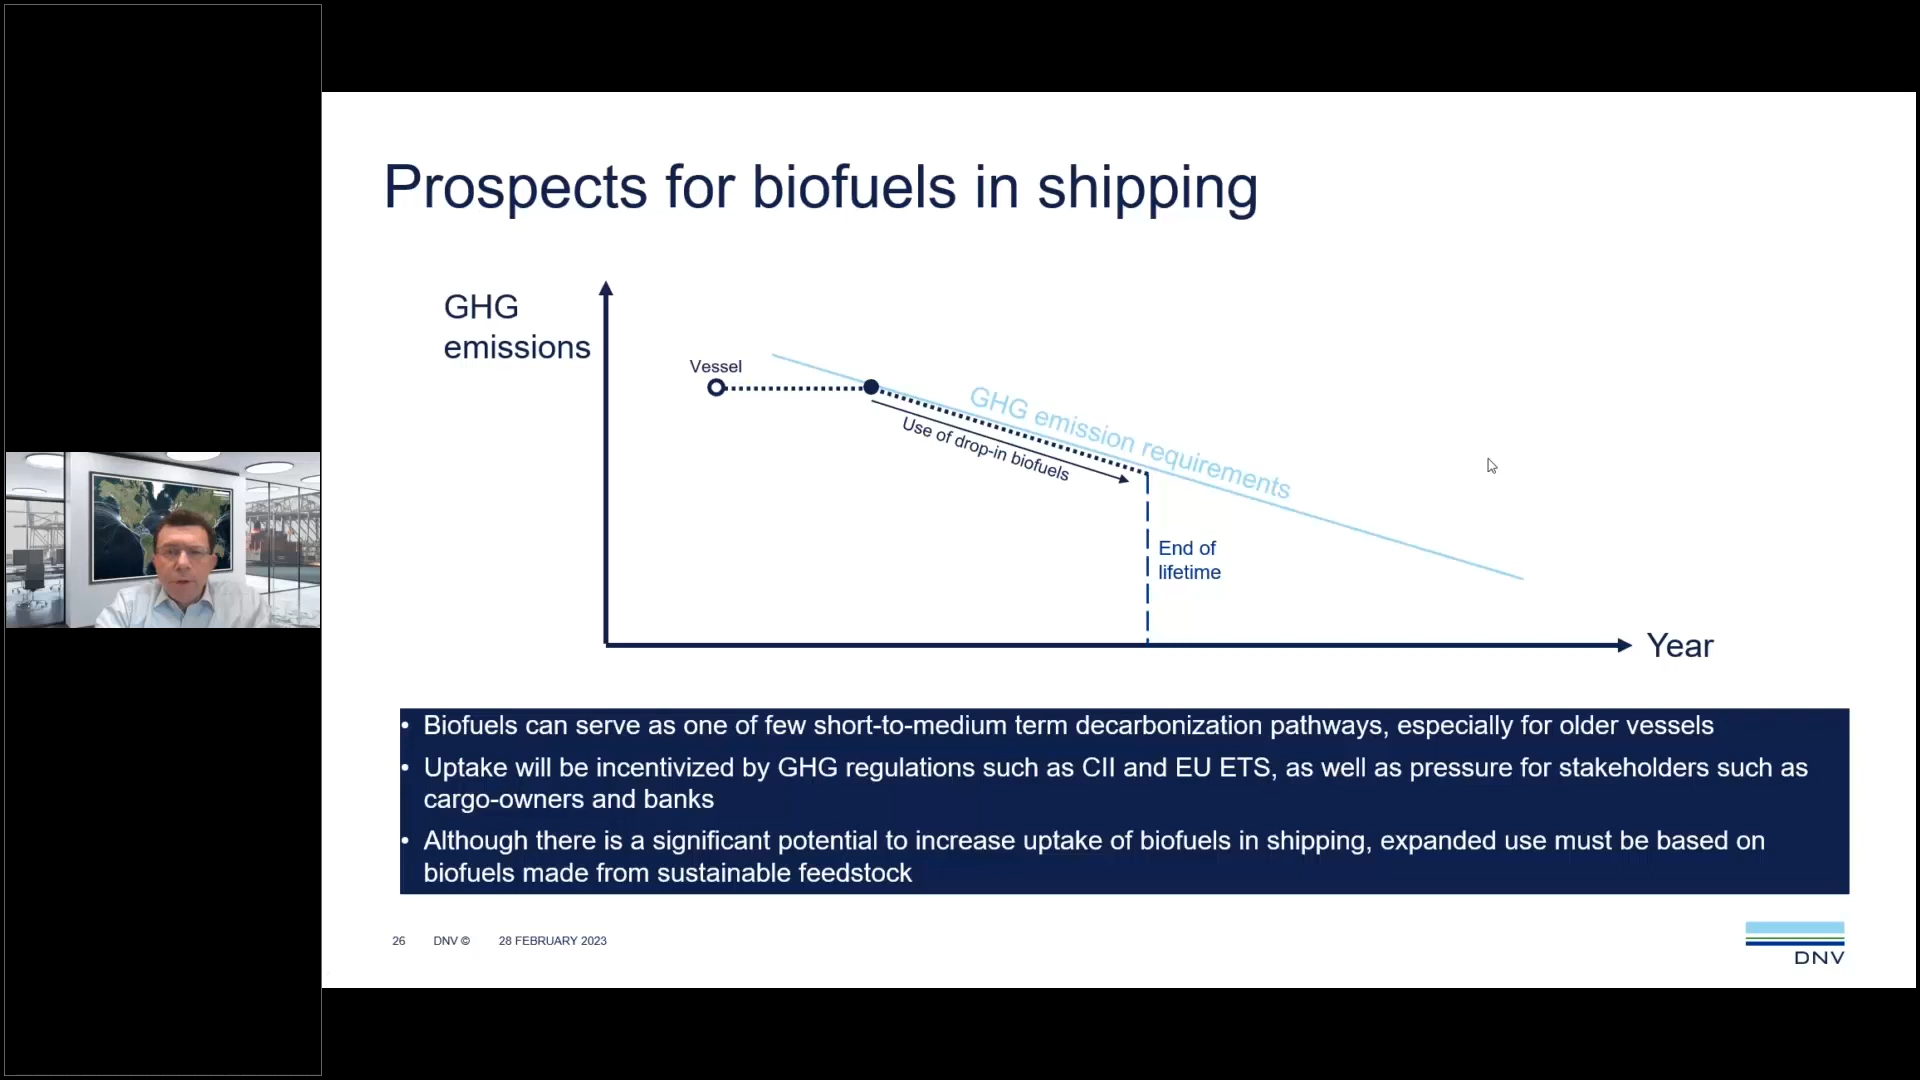 Prospects for biofuels in shipping
GHG
emissions
Vessel
GHG emission requirements
Use of drop-in biofuels
End of
lifetime
Year
• Biofuels can serve as one of few short-to-medium term decarbonization pathways, especially for older vessels
• Uptake will be incentivized by GHG regulations such as CII and EU ETS, as well as pressure for stakeholders such as
cargo-owners and banks
• Although there is a significant potential to increase uptake of biofuels in shipping, expanded use must be based on
biofuels made from sustainable feedstock
26 DNV © 28 FEBRUARY 2023
DNV